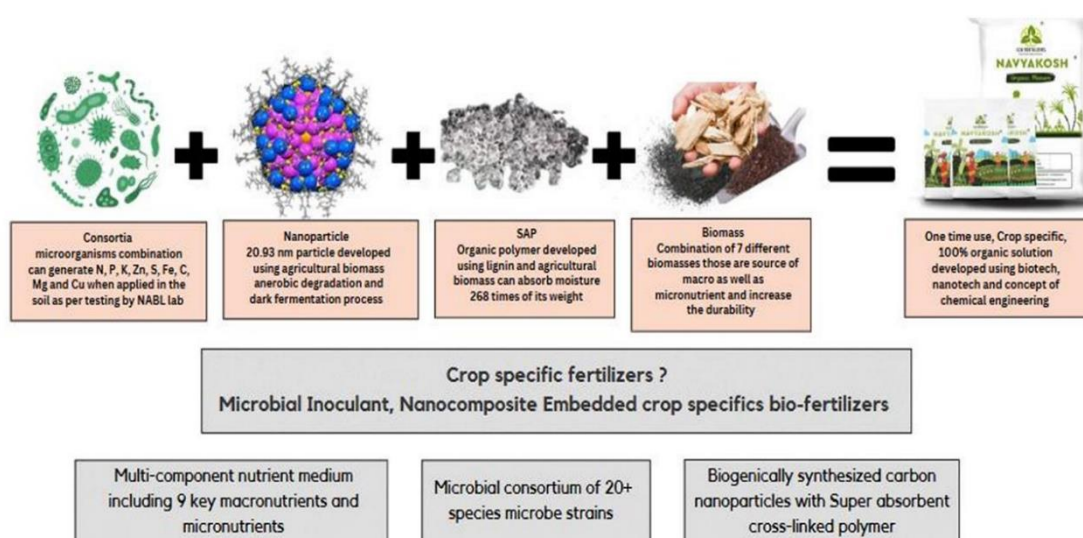 NAVYAKOSH
Organic Manure
Consortia
microorganisms combination
can generate N, P, K, Zn, S, Fe, C,
Mg and Cu when applied in the
soil as per testing by NABL lab
Nanoparticle
20.93 nm particle developed
using agricultural biomass
anerobic degradation and
dark fermentation process
SAP
Organic polymer developed
using lignin and agricultural
biomass can absorb moisture
268 times of its weight
Biomass
Combination of 7 different
biomasses those are source of
macro as well as
micronutrient and increase
the durability
One time use, Crop specific,
100% organic solution
developed using biotech,
nanotech and concept of
chemical engineering
Crop specific fertilizers ?
Microbial Inoculant, Nanocomposite Embedded crop specifics bio-fertilizers
Multi-component nutrient medium
including 9 key macronutrients and
micronutrients
Microbial consortium of 20+
species microbe strains
Biogenically synthesized carbon
nanoparticles with Super absorbent
cross-linked polymer